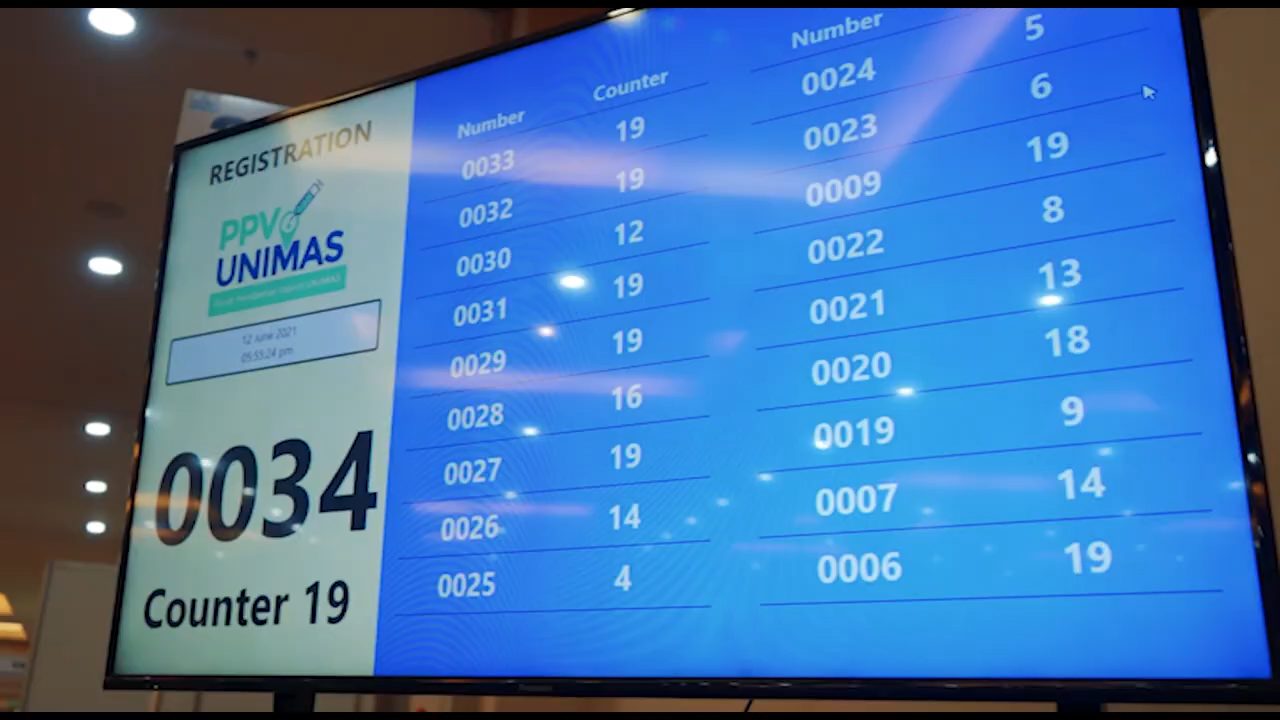 REGISTRATION
PPV
UNIMAS
12 June 2021
05:55:24 pm
0034
Counter 19
Number Counter
0033 19
0032 19
0030 12
0031 19
0029 19
0028 16
0027 19
0026 14
0025 4
Number
0024 5
0023 6
0009 19
0022 8
0021 13
0020 18
0019 9
0007 14
0006 19